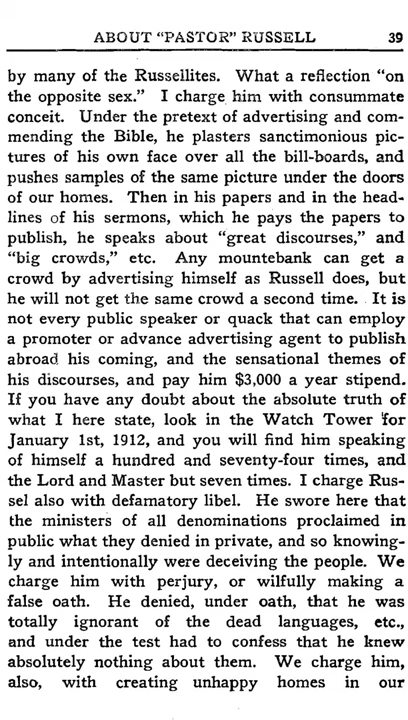 ABOUT “PASTOR” RUSSELL 39
by many of the Russellites. What a reflection “on
the opposite sex.” I charge him with consummate
conceit. Under the pretext of advertising and com-
mending the Bible, he plasters sanctimonious pic-
tures of his own face over all the bill-boards, and
pushes samples of the same picture under the doors
of our homes. Then in his papers and in the head-
lines of his sermons, which he pays the papers to
publish, he speaks about “great discourses,” and
“big crowds,” etc. Any mountebank can get a
crowd by advertising himself as Russell does, but
he will not get the same crowd a second time. It is
not every public speaker or quack that can employ
a promoter or advance advertising agent to publish
abroad his coming, and the sensational themes of
his discourses, and pay him $3,000 a year stipend.
If you have any doubt about the absolute truth of
what I here state, look in the Watch Tower for
January 1st, 1912, and you will find him speaking
of himself a hundred and seventy-four times, and
the Lord and Master but seven times. I charge Rus-
sel also with defamatory libel. He swore here that
the ministers of all denominations proclaimed in
public what they denied in private, and so knowing-
ly and intentionally were deceiving the people. We
charge him with perjury, or wilfully making a
false oath. He denied, under oath, that he was
totally ignorant of the dead languages, etc.,
and under the test had to confess that he knew
absolutely nothing about them. We charge him,
also, with creating unhappy homes in our